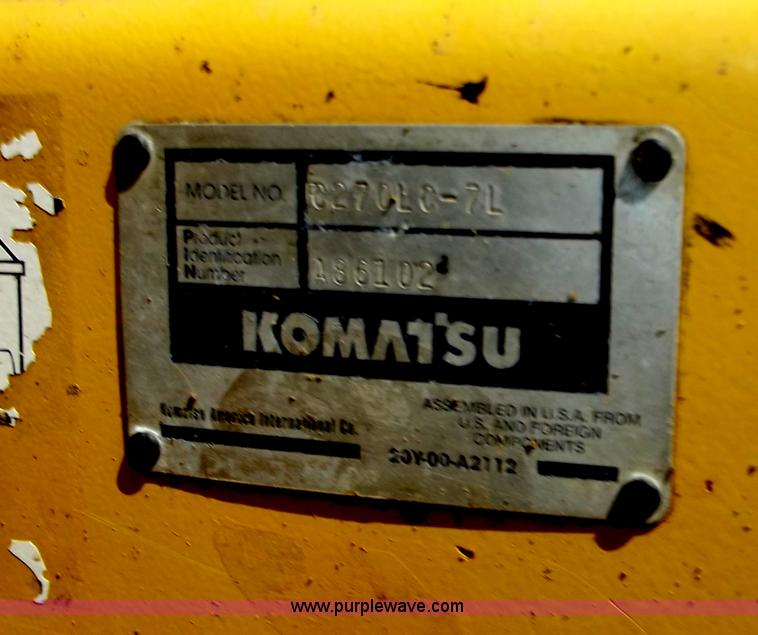 MODEL NO. PC270LC-7L
Product
Identification
Number A86102
KOMATSU
Komatsu America International Co.
ASSEMBLED IN U.S.A. FROM
U.S. AND FOREIGN
COMPONENTS
20Y-00-A2112
www.purplewave.com